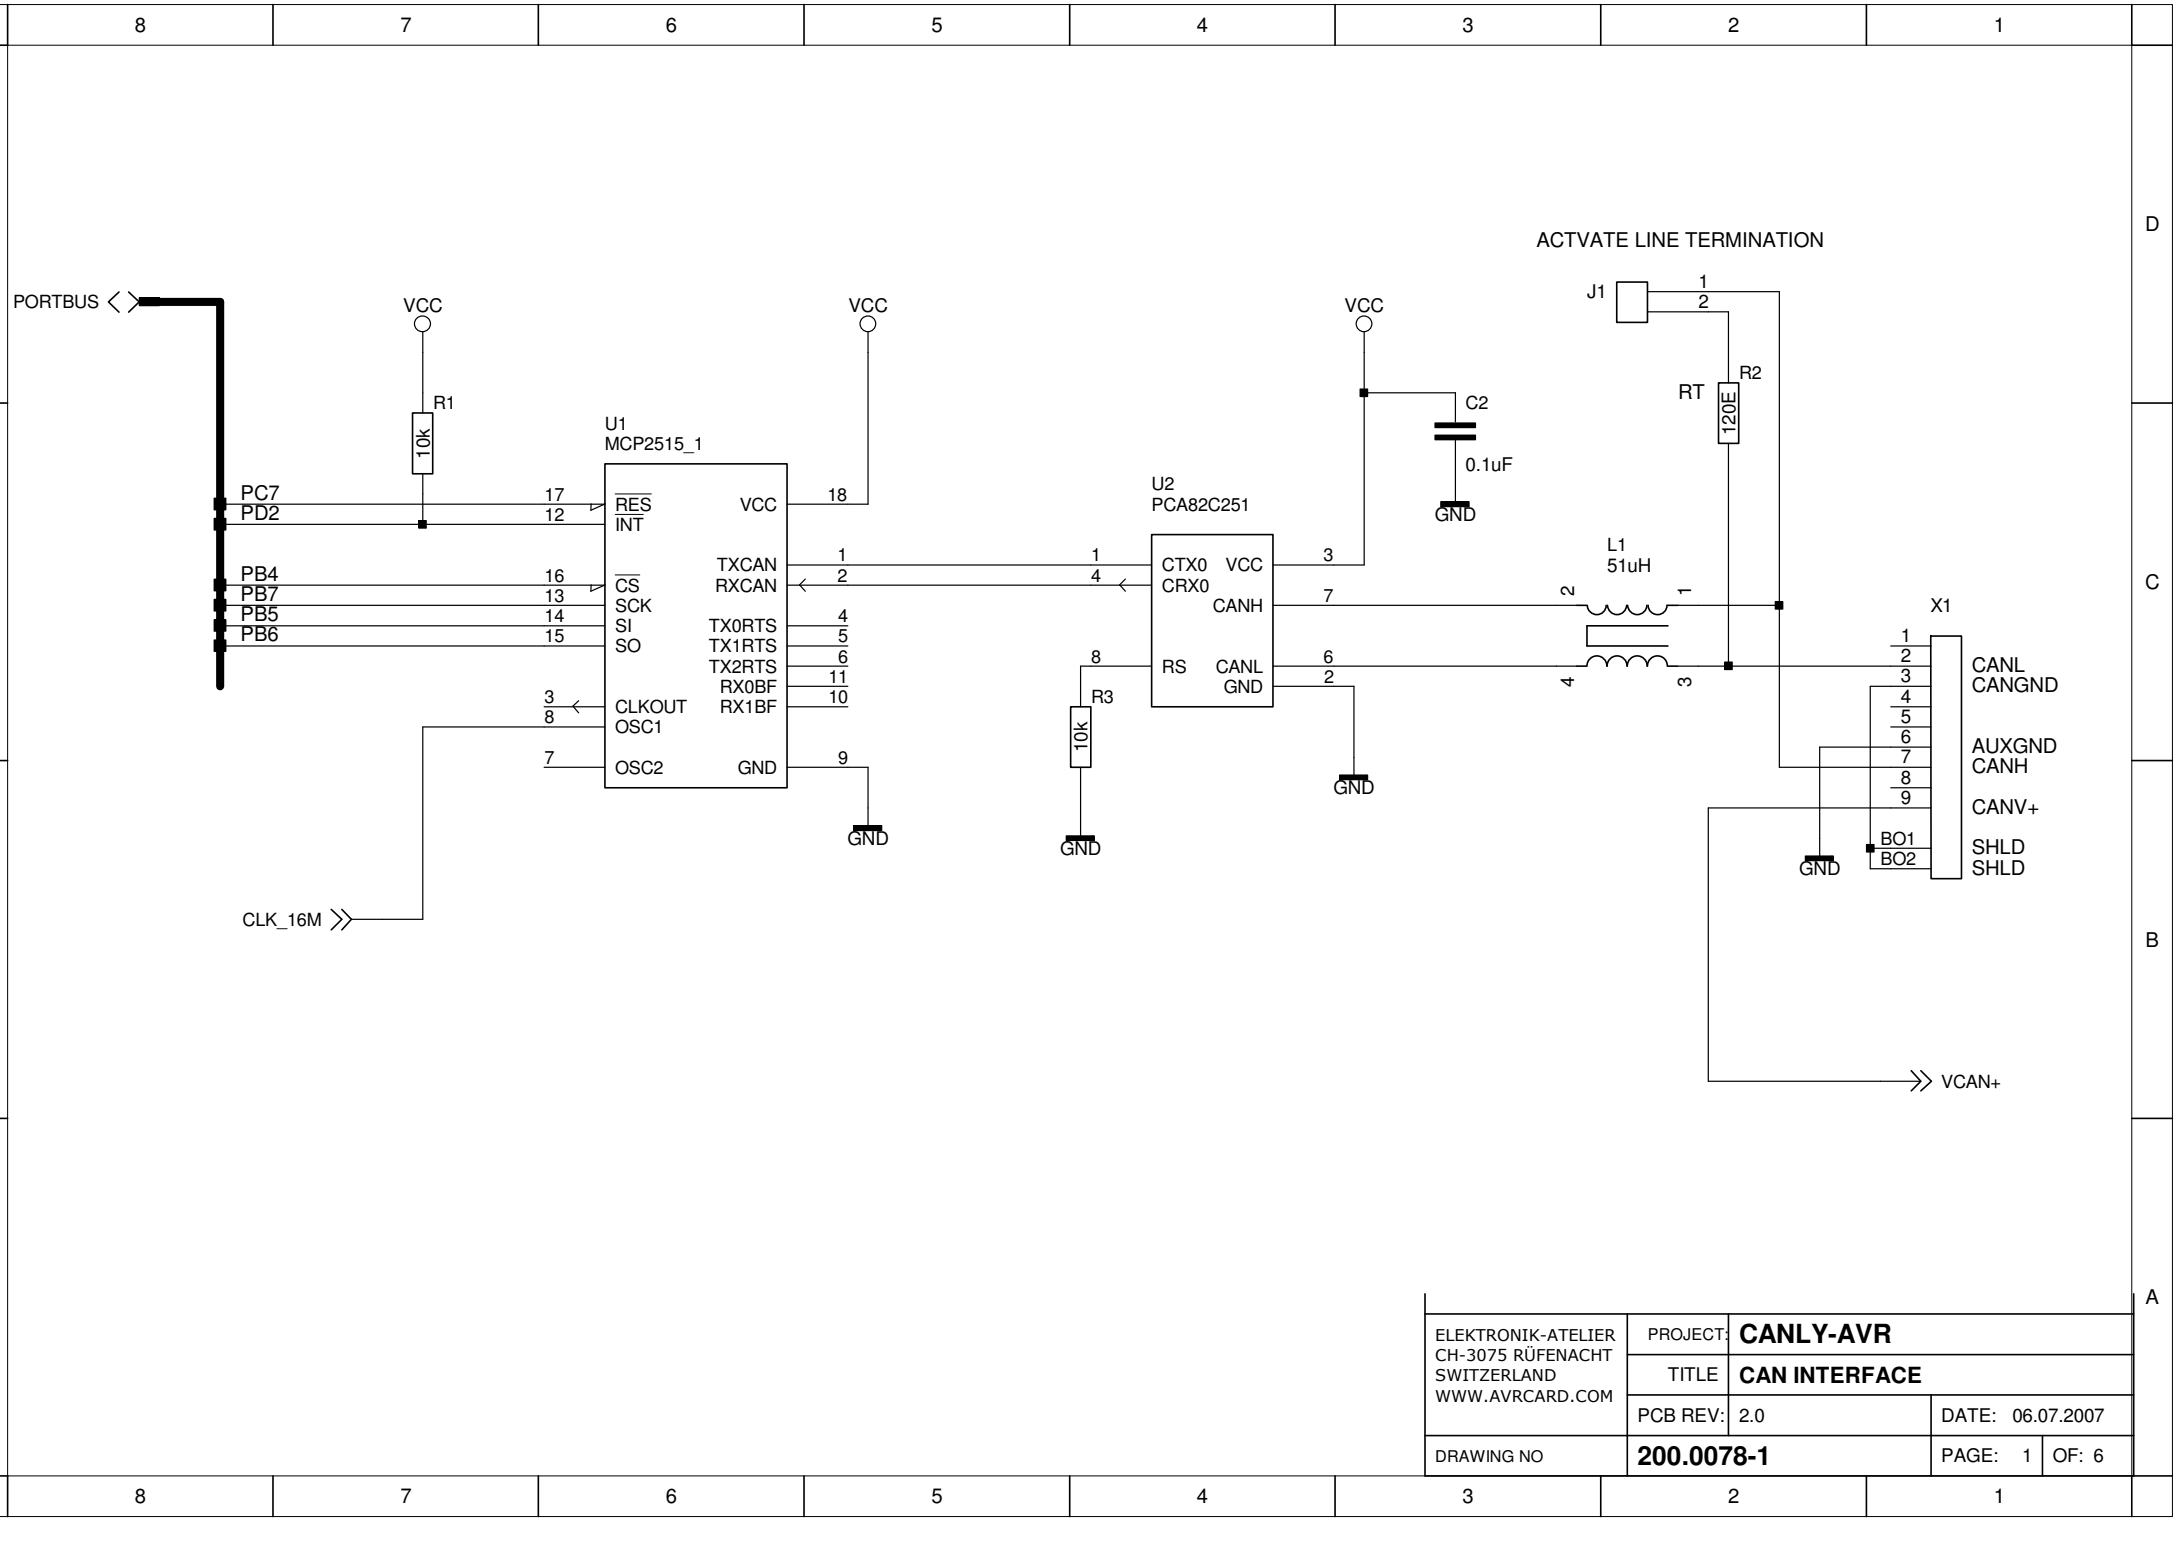 8 7 6 5 4 3 2 1
D
ACTVATE LINE TERMINATION
PORTBUS
VCC
VCC
VCC
J1
1
2
R1
10k
C2
0.1uF
GND
RT
R2
120E
U1
MCP2515_1
PC7 17 RES VCC 18
PD2 12 INT
TXCAN 1
PB4 16 CS RXCAN 2
PB7 13 SCK
PB5 14 SI TX0RTS 4
PB6 15 SO TX1RTS 5
TX2RTS 6
RX0BF 11
3 CLKOUT RX1BF 10
8 OSC1
7 OSC2 GND 9
GND
CLK_16M
U2
PCA82C251
1 CTX0 VCC 3
4 CRX0
CANH 7
8 RS CANL 6
GND 2
R3
10k
GND
GND
L1
51uH
2 1
4 3
C
X1
1
2 CANL
3 CANGND
4
5
6 AUXGND
7 CANH
8
9 CANV+
BO1 SHLD
BO2 SHLD
GND
B
VCAN+
A
ELEKTRONIK-ATELIER
CH-3075 RÜFENACHT
SWITZERLAND
WWW.AVRCARD.COM
PROJECT: CANLY-AVR
TITLE CAN INTERFACE
PCB REV: 2.0 DATE: 06.07.2007
DRAWING NO 200.0078-1 PAGE: 1 OF: 6
8 7 6 5 4 3 2 1